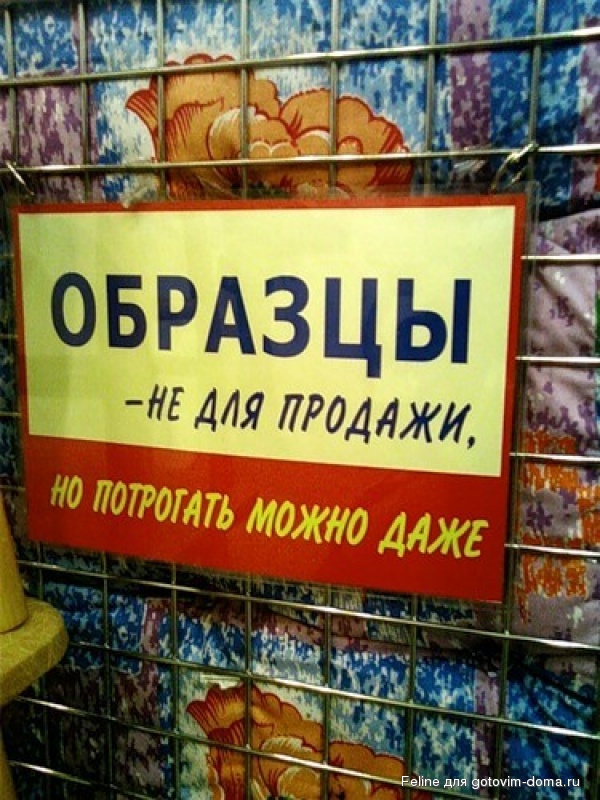 ОБРАЗЦЫ
–НЕ ДЛЯ ПРОДАЖИ,
НО ПОТРОГАТЬ МОЖНО ДАЖЕ
Feline для gotovim-doma.ru